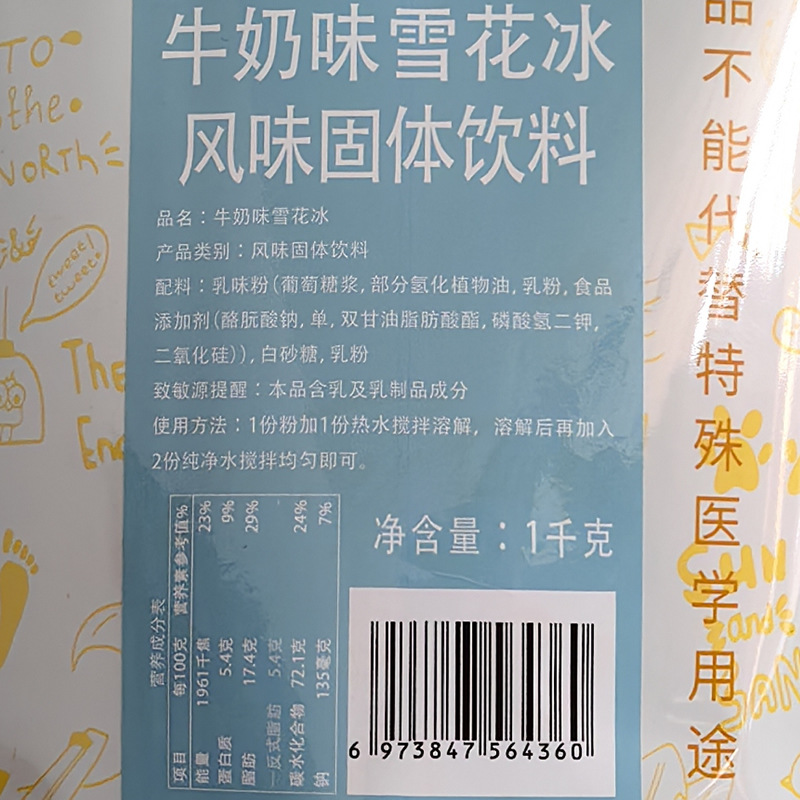 牛奶味雪花冰
风味固体饮料
品名：牛奶味雪花冰
产品类别：风味固体饮料
配料：乳味粉（葡萄糖浆，部分氢化植物油，乳粉，食品
添加剂（酪朊酸钠，单，双甘油脂肪酸酯，磷酸氢二钾，
二氧化硅）），白砂糖，乳粉
致敏源提醒：本品含乳及乳制品成分
使用方法：1份粉加1份热水搅拌溶解，溶解后再加入
2份纯净水搅拌均匀即可。
净含量：1千克
营养成分表
项目 每100克 营养素参考值%
能量 1961千焦 23%
蛋白质 5.4克 9%
脂肪 17.4克 29%
—反式脂肪 5.4克 -
碳水化合物 72.1克 24%
钠 135毫克 7%
6 973847 564360
品不能代替特殊医学用途
TO
the
NORTH
tweet!
tweet.
The